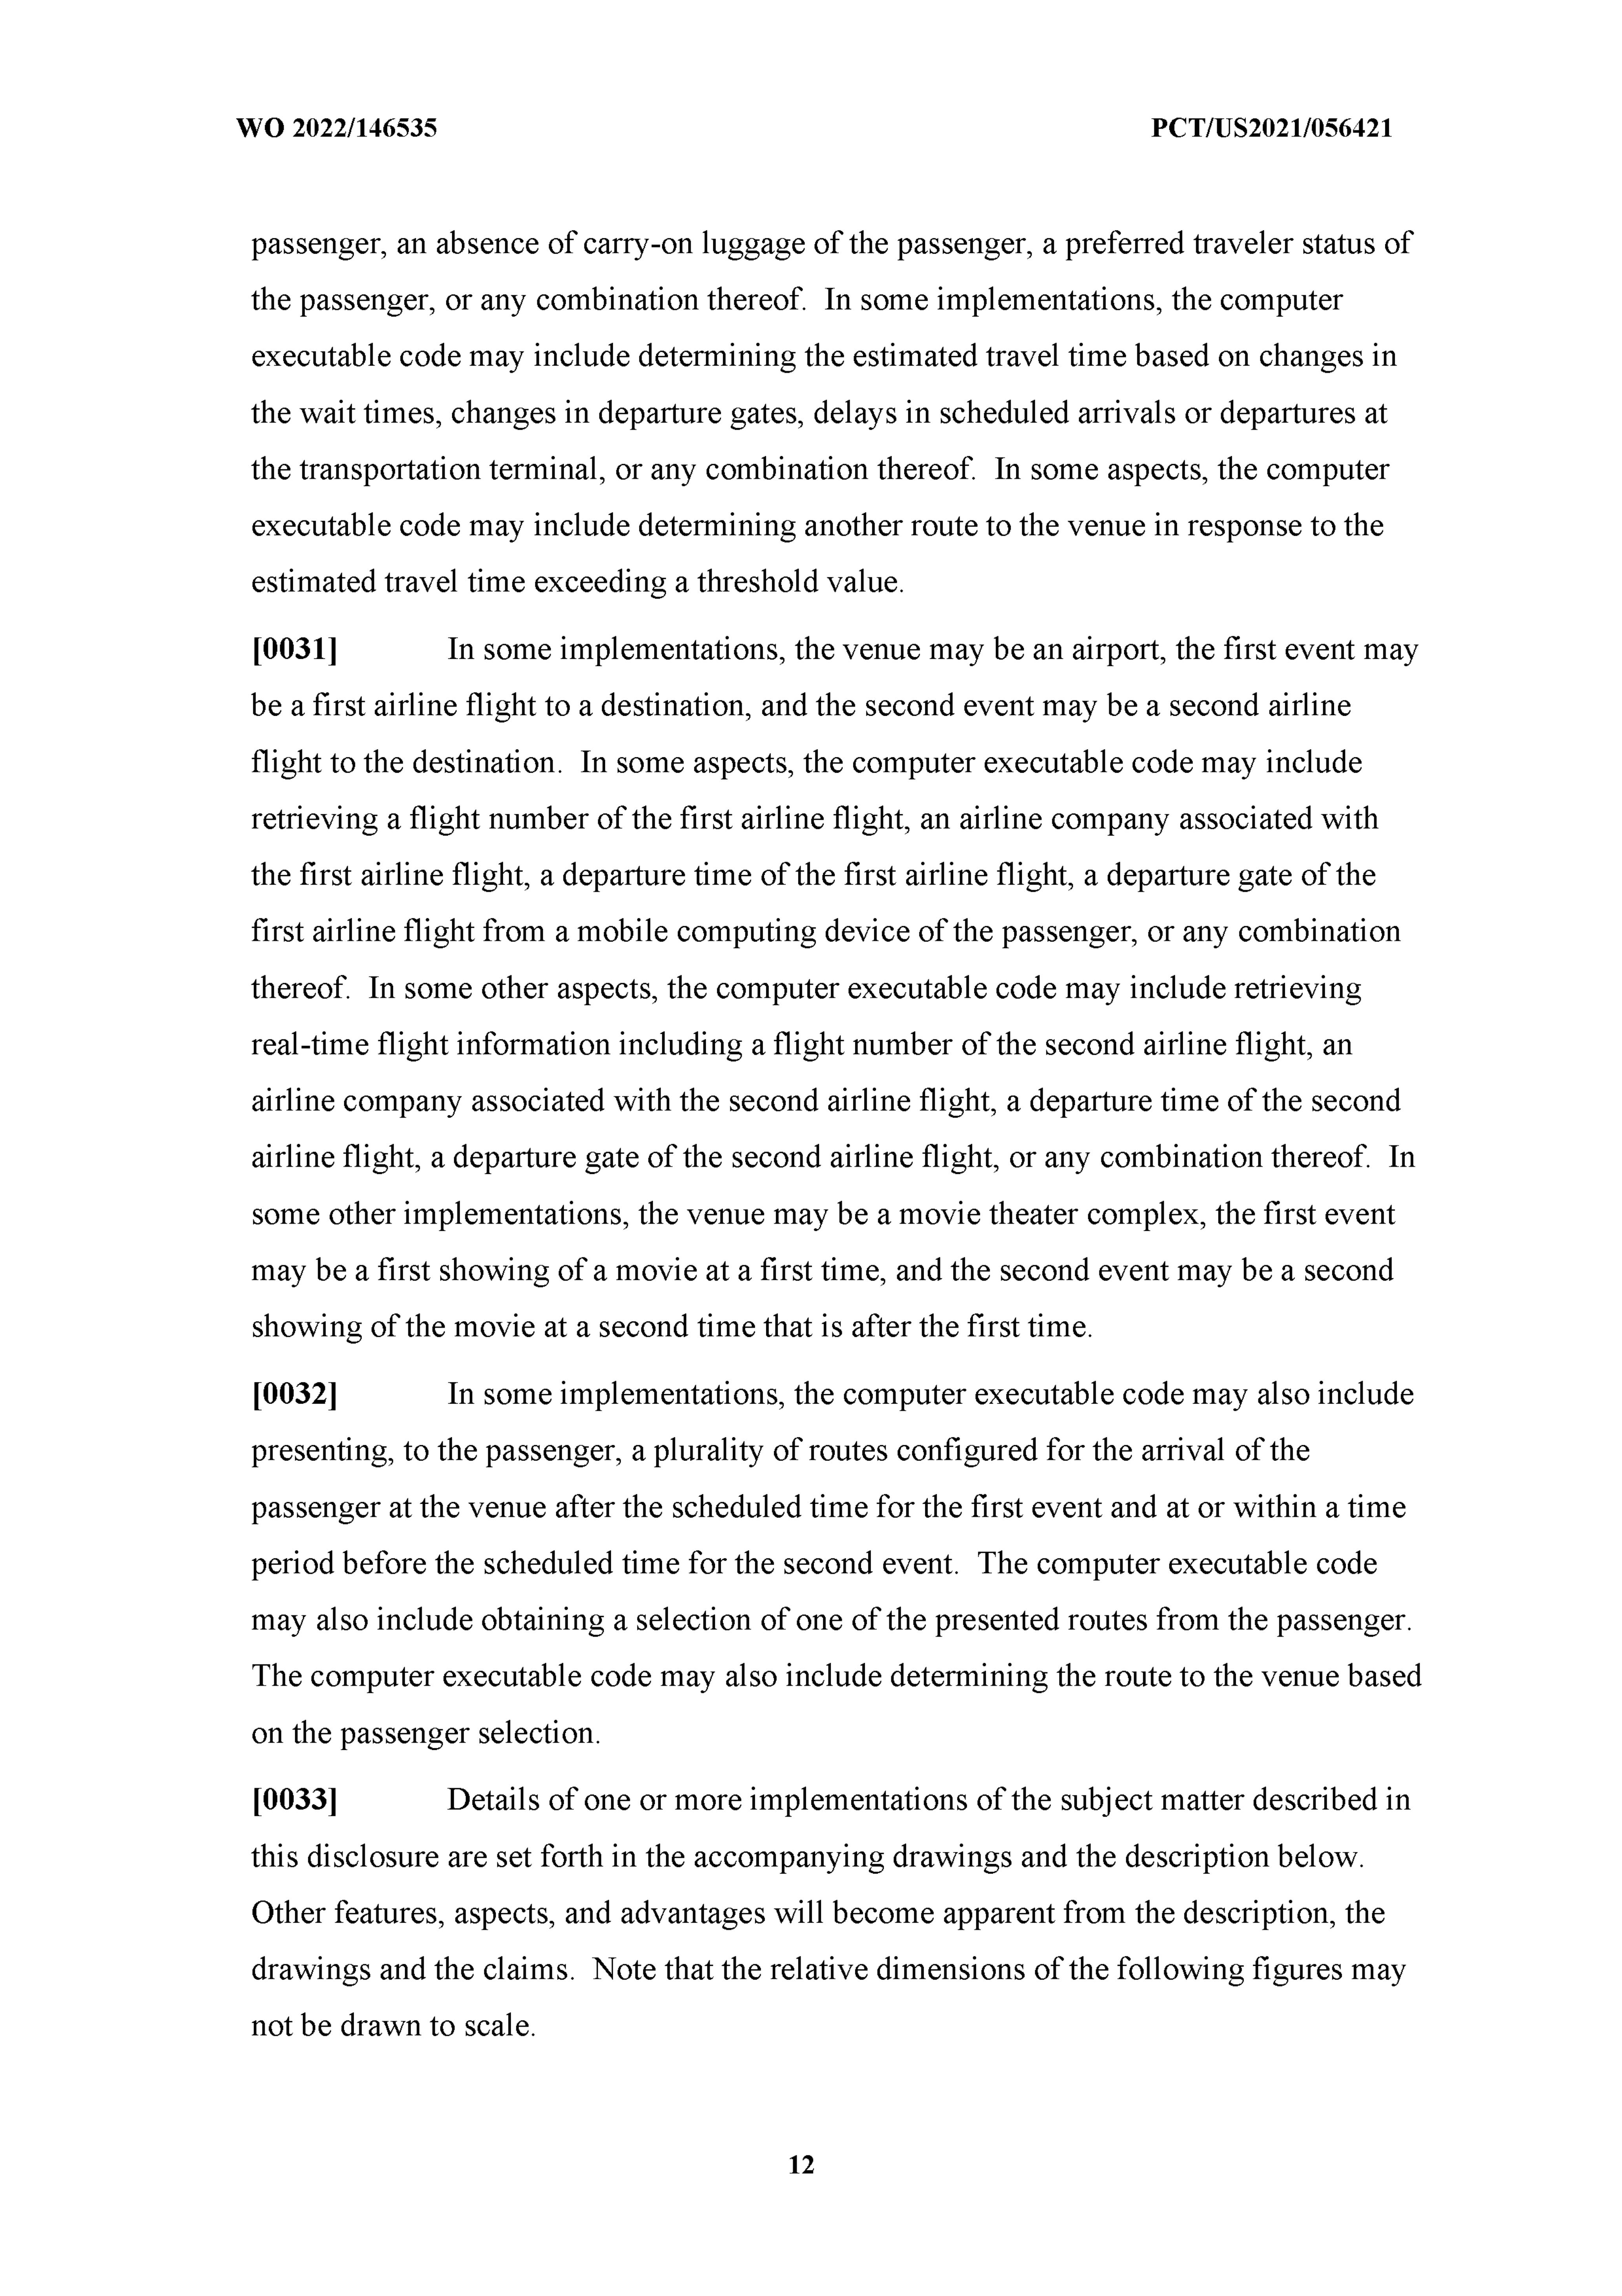 WO 2022/146535 PCT/US2021/056421
passenger, an absence of carry-on luggage of the passenger, a preferred traveler status of
the passenger, or any combination thereof.  In some implementations, the computer
executable code may include determining the estimated travel time based on changes in
the wait times, changes in departure gates, delays in scheduled arrivals or departures at
the transportation terminal, or any combination thereof.  In some aspects, the computer
executable code may include determining another route to the venue in response to the
estimated travel time exceeding a threshold value.
[0031] In some implementations, the venue may be an airport, the first event may
be a first airline flight to a destination, and the second event may be a second airline
flight to the destination.  In some aspects, the computer executable code may include
retrieving a flight number of the first airline flight, an airline company associated with
the first airline flight, a departure time of the first airline flight, a departure gate of the
first airline flight from a mobile computing device of the passenger, or any combination
thereof.  In some other aspects, the computer executable code may include retrieving
real-time flight information including a flight number of the second airline flight, an
airline company associated with the second airline flight, a departure time of the second
airline flight, a departure gate of the second airline flight, or any combination thereof.  In
some other implementations, the venue may be a movie theater complex, the first event
may be a first showing of a movie at a first time, and the second event may be a second
showing of the movie at a second time that is after the first time.
[0032] In some implementations, the computer executable code may also include
presenting, to the passenger, a plurality of routes configured for the arrival of the
passenger at the venue after the scheduled time for the first event and at or within a time
period before the scheduled time for the second event.  The computer executable code
may also include obtaining a selection of one of the presented routes from the passenger.
The computer executable code may also include determining the route to the venue based
on the passenger selection.
[0033] Details of one or more implementations of the subject matter described in
this disclosure are set forth in the accompanying drawings and the description below.
Other features, aspects, and advantages will become apparent from the description, the
drawings and the claims.  Note that the relative dimensions of the following figures may
not be drawn to scale.
12